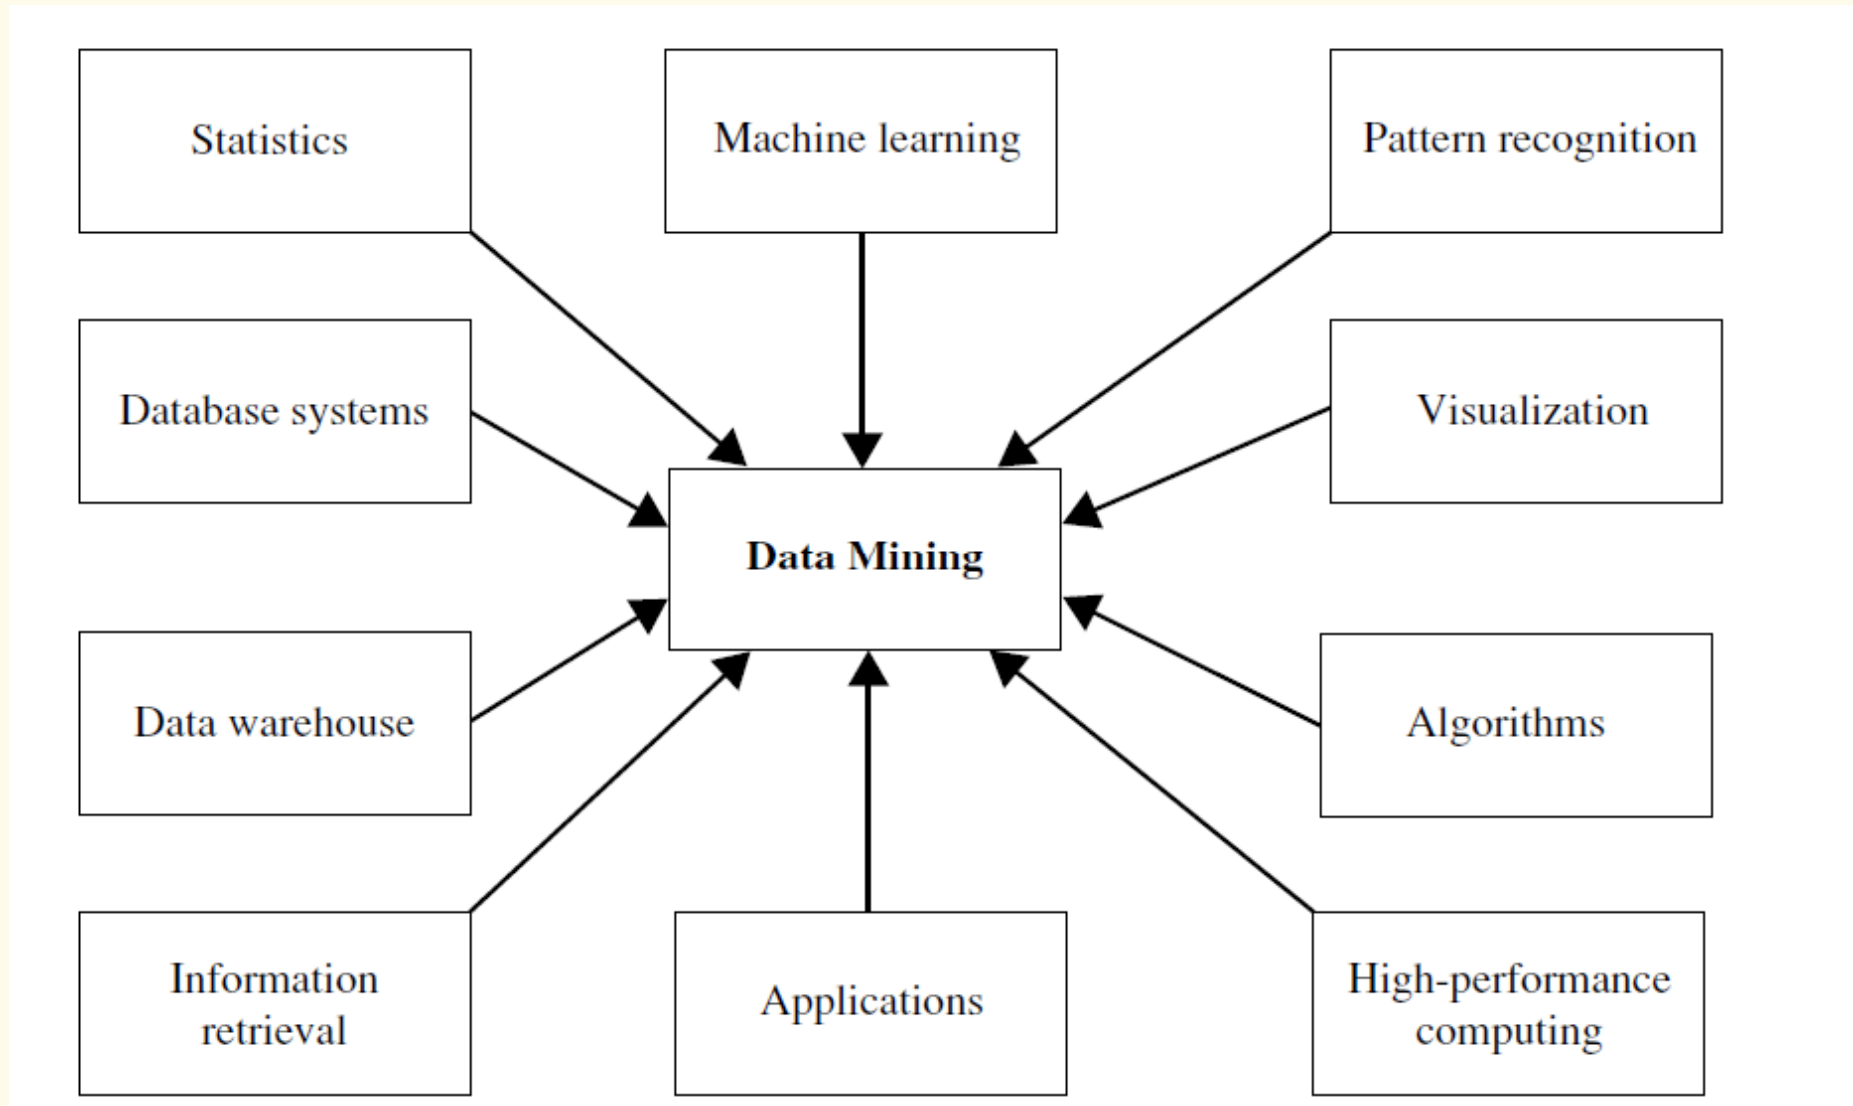 Statistics
Machine learning
Pattern recognition
Database systems
Visualization
Data Mining
Data warehouse
Algorithms
Information
retrieval
Applications
High-performance
computing